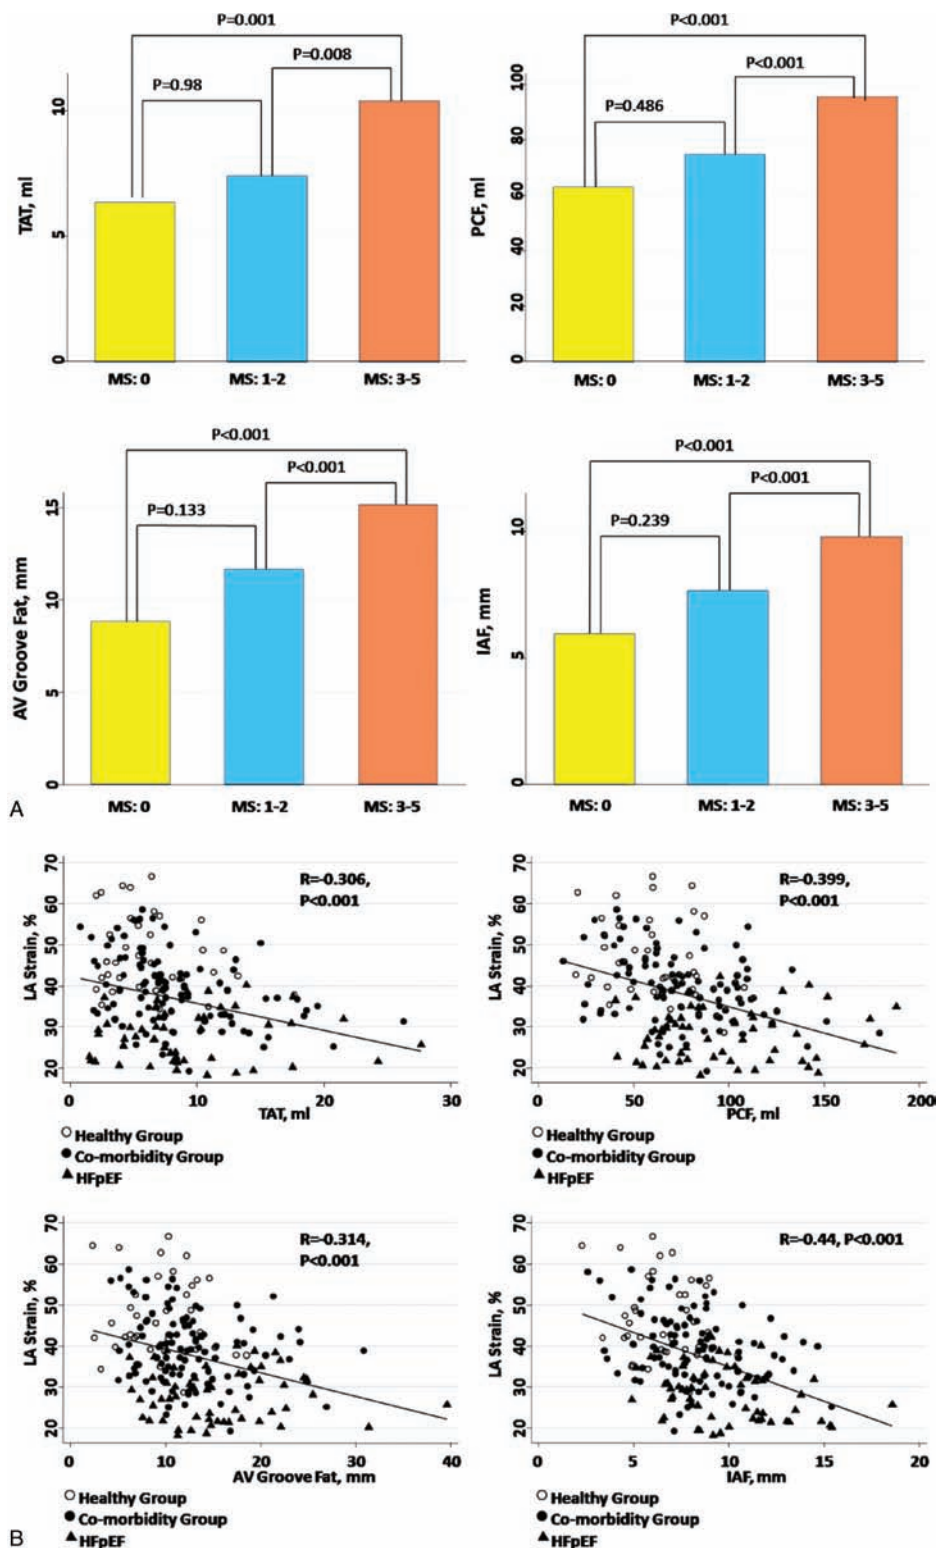 P=0.001
P=0.98
P=0.008
TAT, ml
10
5
0
MS: 0 MS: 1-2 MS: 3-5
P<0.001
P=0.486
P<0.001
PCF, ml
100
80
60
40
20
0
MS: 0 MS: 1-2 MS: 3-5
P<0.001
P=0.133
P<0.001
AV Groove Fat, mm
15
10
5
0
MS: 0 MS: 1-2 MS: 3-5
P<0.001
P=0.239
P<0.001
IAF, mm
10
5
0
MS: 0 MS: 1-2 MS: 3-5
A
R=-0.306,
P<0.001
LA Strain, %
70
60
50
40
30
20
0 10 20 30
TAT, ml
Healthy Group
Co-morbidity Group
HFpEF
R=-0.399,
P<0.001
LA Strain, %
70
60
50
40
30
20
0 50 100 150 200
PCF, ml
Healthy Group
Co-morbidity Group
HFpEF
R=-0.314,
P<0.001
LA Strain, %
70
60
50
40
30
20
0 10 20 30 40
AV Groove Fat, mm
Healthy Group
Co-morbidity Group
HFpEF
R=-0.44, P<0.001
LA Strain, %
70
60
50
40
30
20
0 5 10 15 20
IAF, mm
Healthy Group
Co-morbidity Group
HFpEF
B